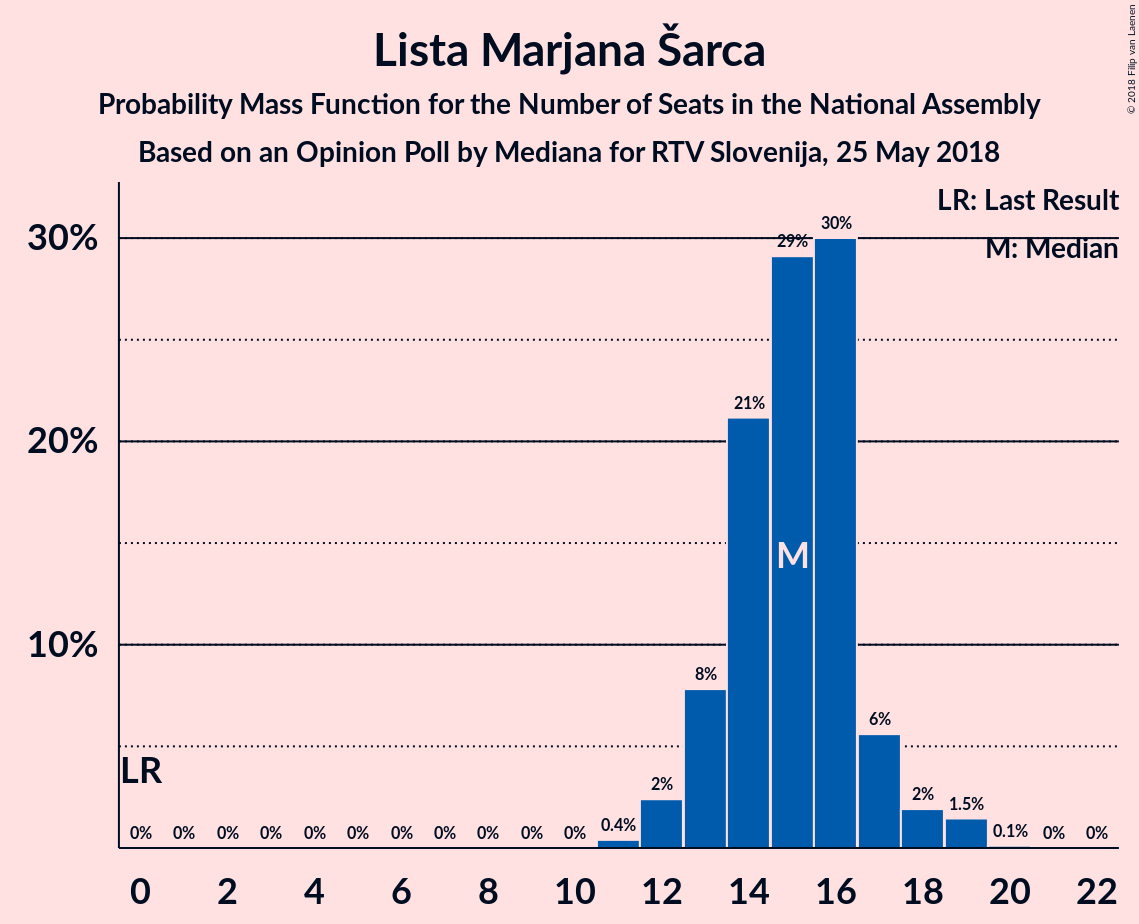 Lista Marjana Šarca
Probability Mass Function for the Number of Seats in the National Assembly
Based on an Opinion Poll by Mediana for RTV Slovenija, 25 May 2018
© 2018 Filip van Laenen
LR: Last Result
M: Median
30%
20%
10%
LR
M
0% 0% 0% 0% 0% 0% 0% 0% 0% 0% 0% 0.4% 2% 8% 21% 29% 30% 6% 2% 1.5% 0.1% 0% 0%
0 2 4 6 8 10 12 14 16 18 20 22